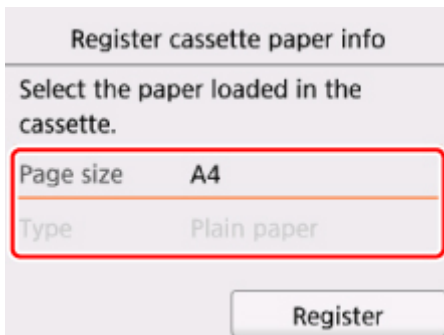 Register cassette paper info
Select the paper loaded in the
cassette.
Page size A4
Type Plain paper
Register